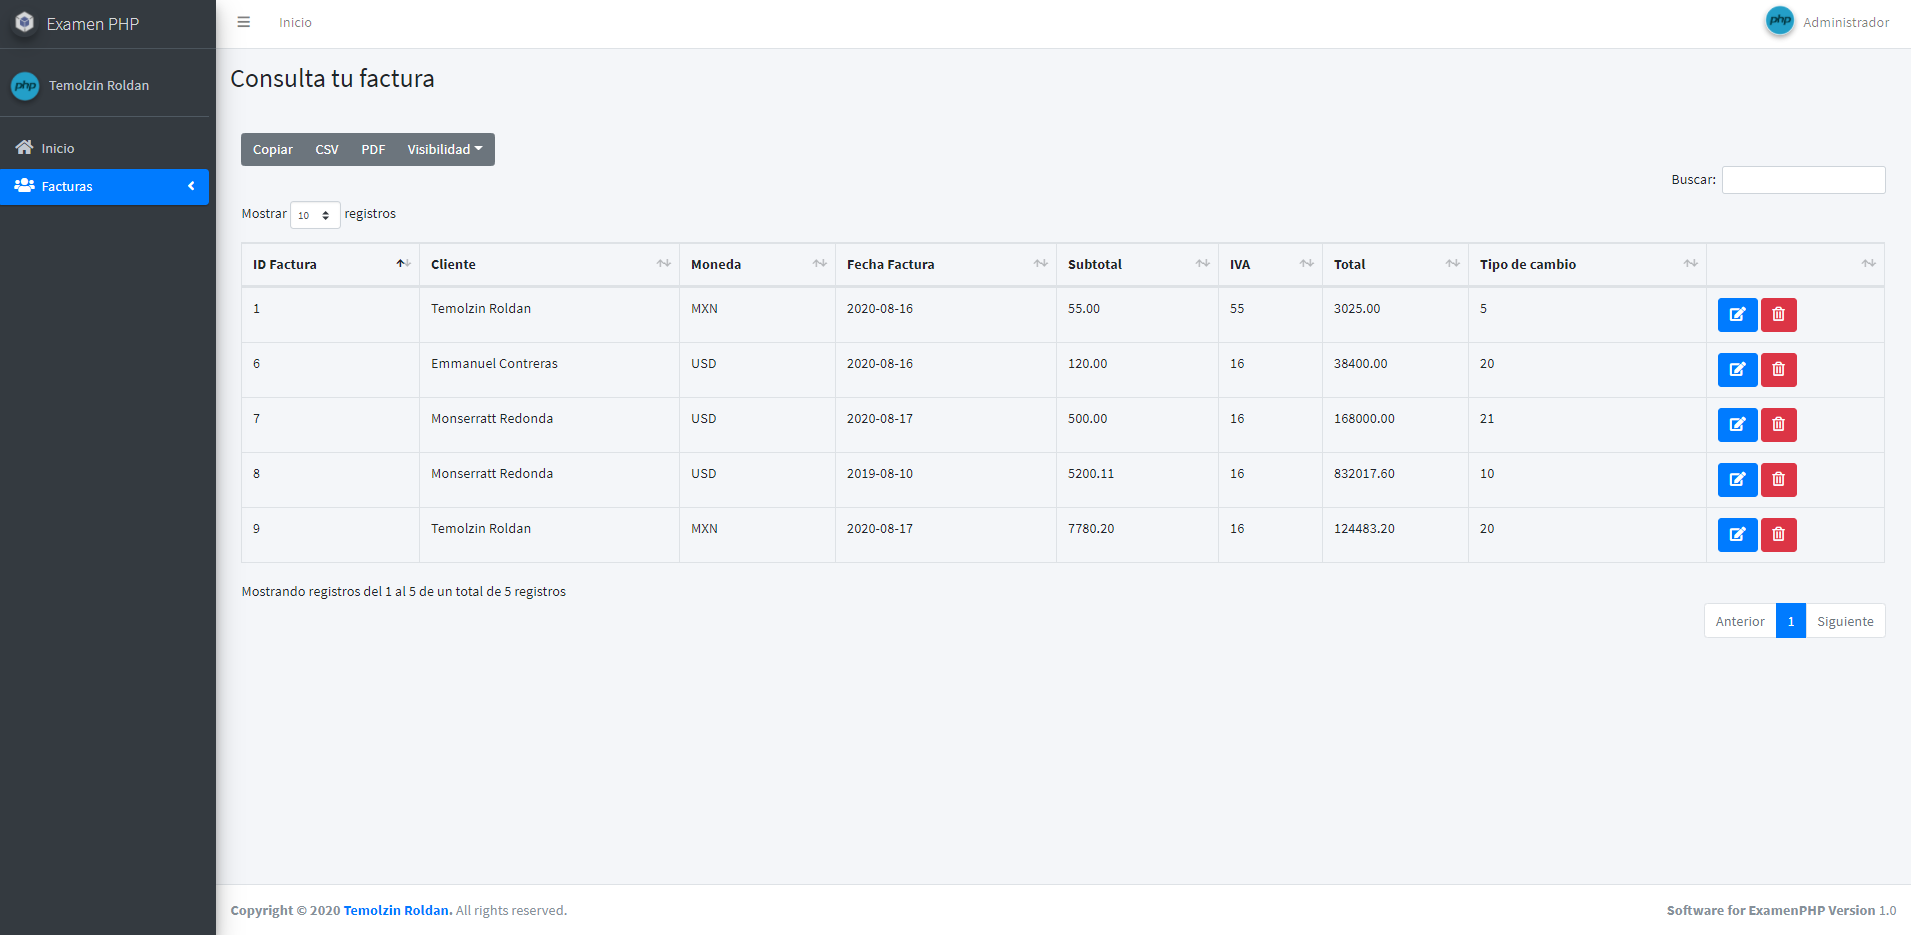 Examen PHP
Inicio
php Administrador
php Temolzin Roldan
Inicio
Facturas
Consulta tu factura
Copiar CSV PDF Visibilidad
Buscar:
Mostrar 10 registros
ID Factura Cliente Moneda Fecha Factura Subtotal IVA Total Tipo de cambio
1 Temolzin Roldan MXN 2020-08-16 55.00 55 3025.00 5
6 Emmanuel Contreras USD 2020-08-16 120.00 16 38400.00 20
7 Monserratt Redonda USD 2020-08-17 500.00 16 168000.00 21
8 Monserratt Redonda USD 2019-08-10 5200.11 16 832017.60 10
9 Temolzin Roldan MXN 2020-08-17 7780.20 16 124483.20 20
Mostrando registros del 1 al 5 de un total de 5 registros
Anterior 1 Siguiente
Copyright © 2020 Temolzin Roldan. All rights reserved.
Software for ExamenPHP Version 1.0